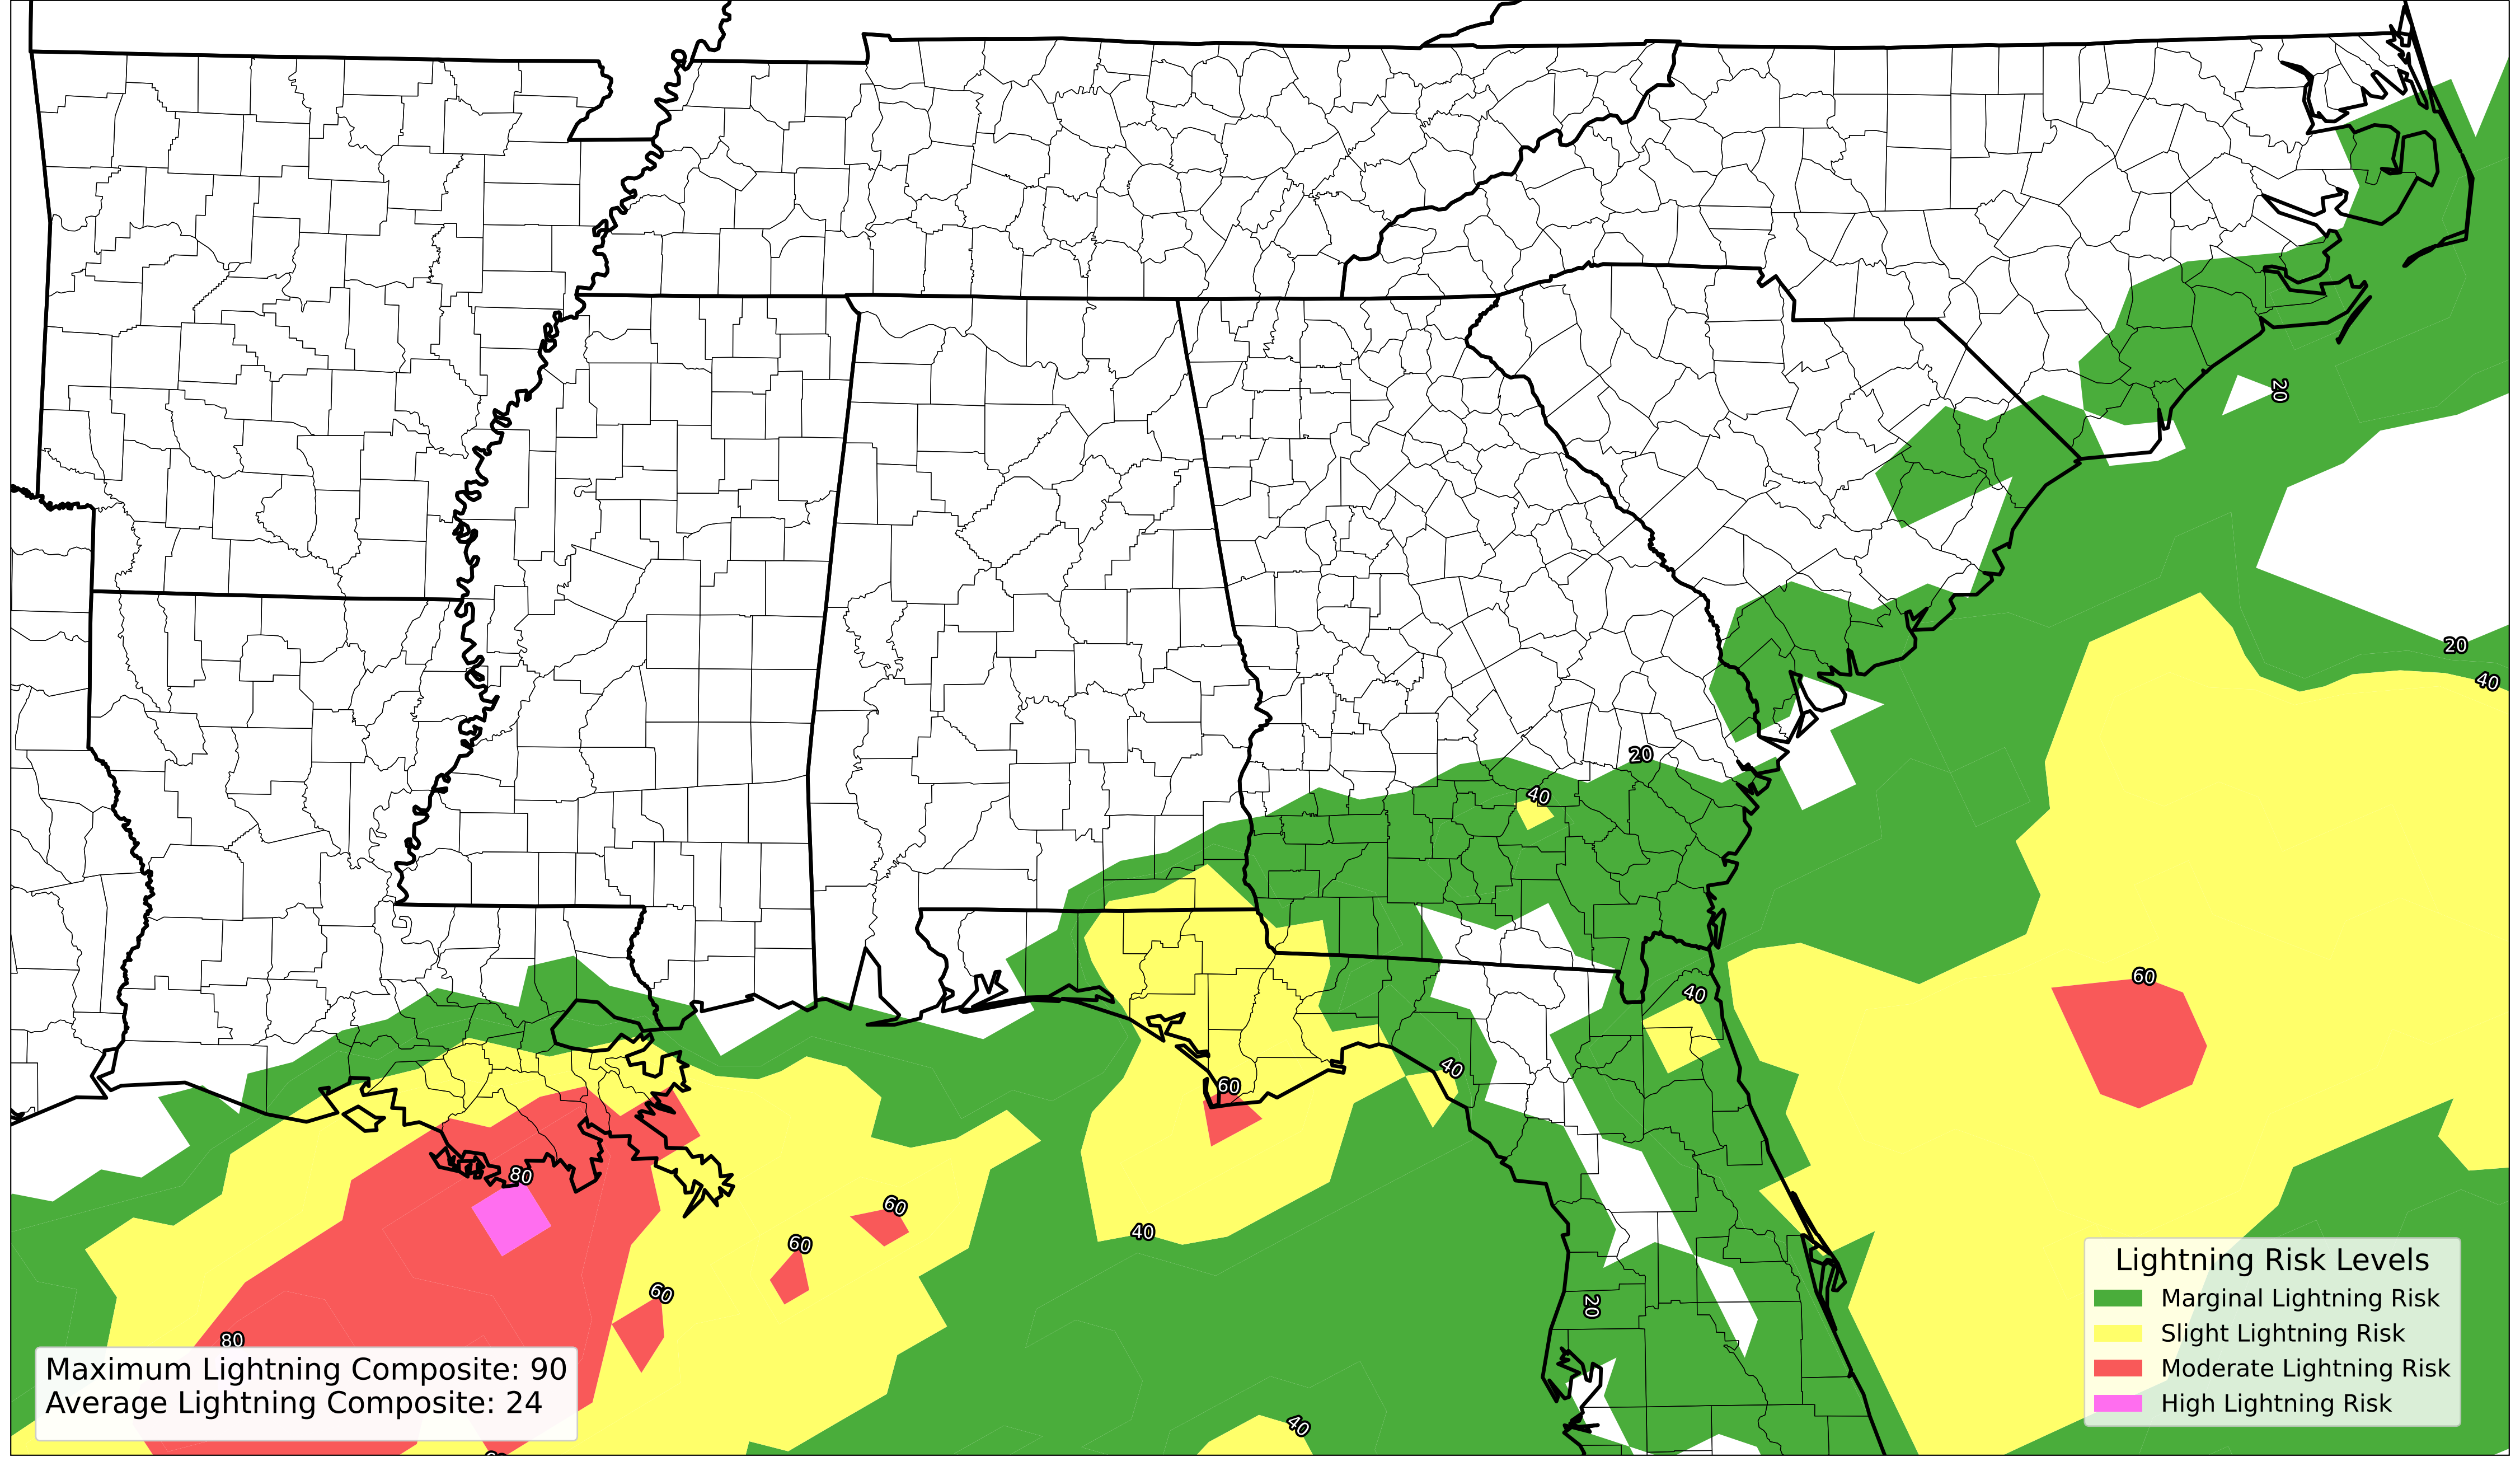 20
20
40
20
40
60
40
40
60
80
60
40
60
60
20
80
40
Maximum Lightning Composite: 90
Average Lightning Composite: 24
Lightning Risk Levels
Marginal Lightning Risk
Slight Lightning Risk
Moderate Lightning Risk
High Lightning Risk